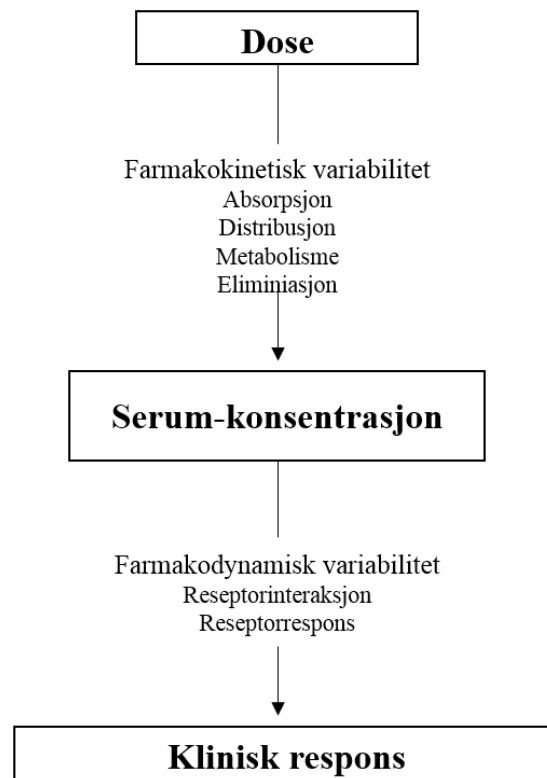 Dose
Farmakokinetisk variabilitet
Absorpsjon
Distribusjon
Metabolisme
Eliminiasjon
Serum-konsentrasjon
Farmakodynamisk variabilitet
Reseptorinteraksjon
Reseptorrespons
Klinisk respons